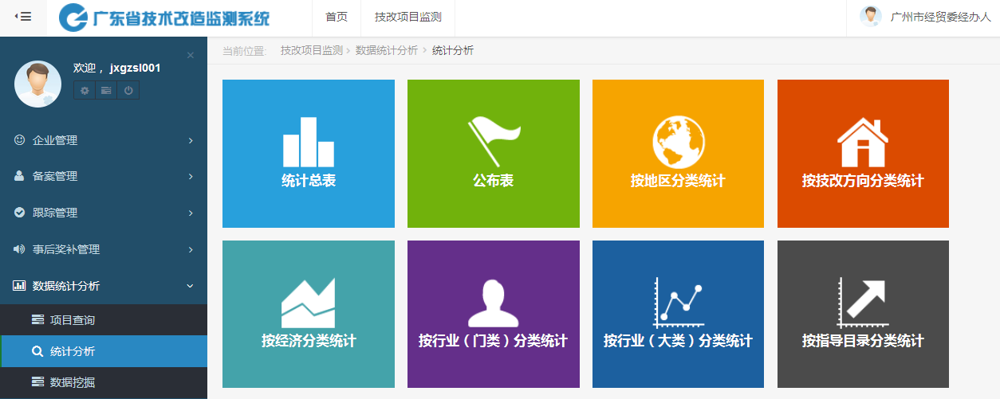 广东省技术改造监测系统
首页
技改项目监测
广州市经贸委经办人
欢迎， jxgzsl001
企业管理
备案管理
跟踪管理
事后奖补管理
数据统计分析
项目查询
统计分析
数据挖掘
当前位置: 技改项目监测 > 数据统计分析 > 统计分析
统计总表
公布表
按地区分类统计
按技改方向分类统计
按经济分类统计
按行业（门类）分类统计
按行业（大类）分类统计
按指导目录分类统计